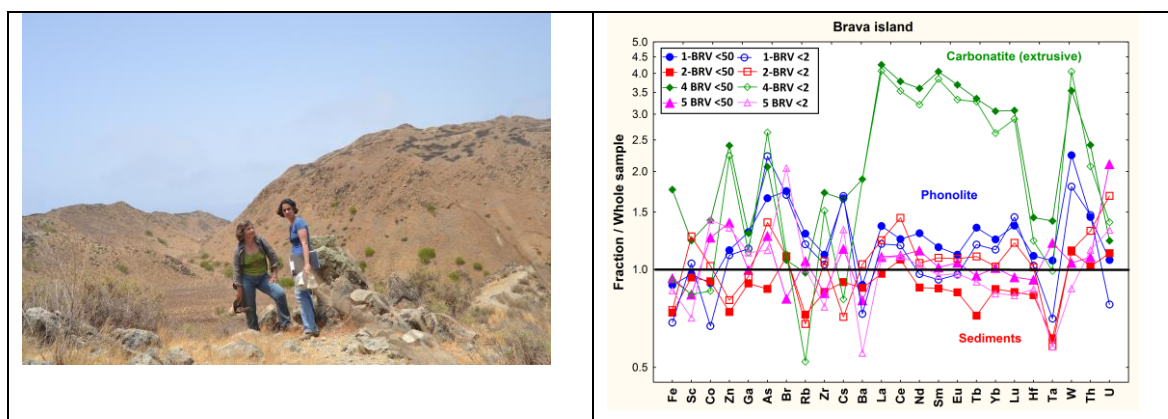 Brava island
5.0
4.5
4.0
3.5
3.0
2.5
2.0
1.5
1.0
0.5
Fraction / Whole sample
1-BRV <50 1-BRV <2
2-BRV <50 2-BRV <2
4 BRV <50 4-BRV <2
5 BRV <50 5 BRV <2
Carbonatite (extrusive)
Phonolite
Sediments
Fe Sc Co Zn Ga As Br Rb Zr Cs Ba La Ce Nd Sm Eu Tb Yb Lu Hf Ta W Th U